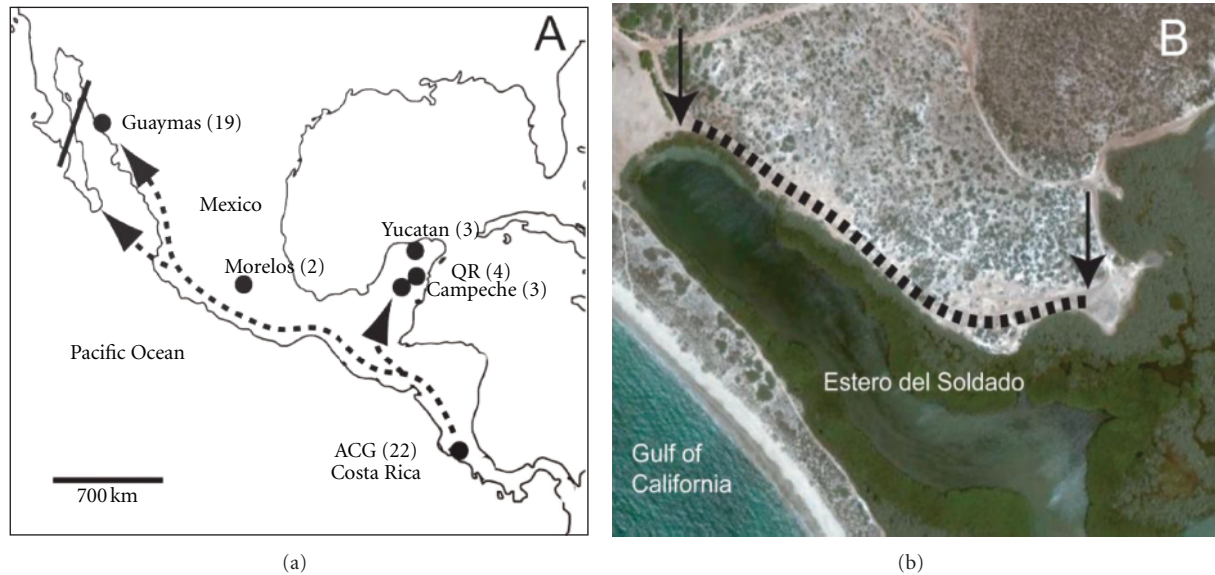 A
Guaymas (19)
Mexico
Yucatan (3)
Morelos (2)
QR (4)
Campeche (3)
Pacific Ocean
ACG (22)
Costa Rica
700 km
(a)
B
Estero del Soldado
Gulf of
California
(b)